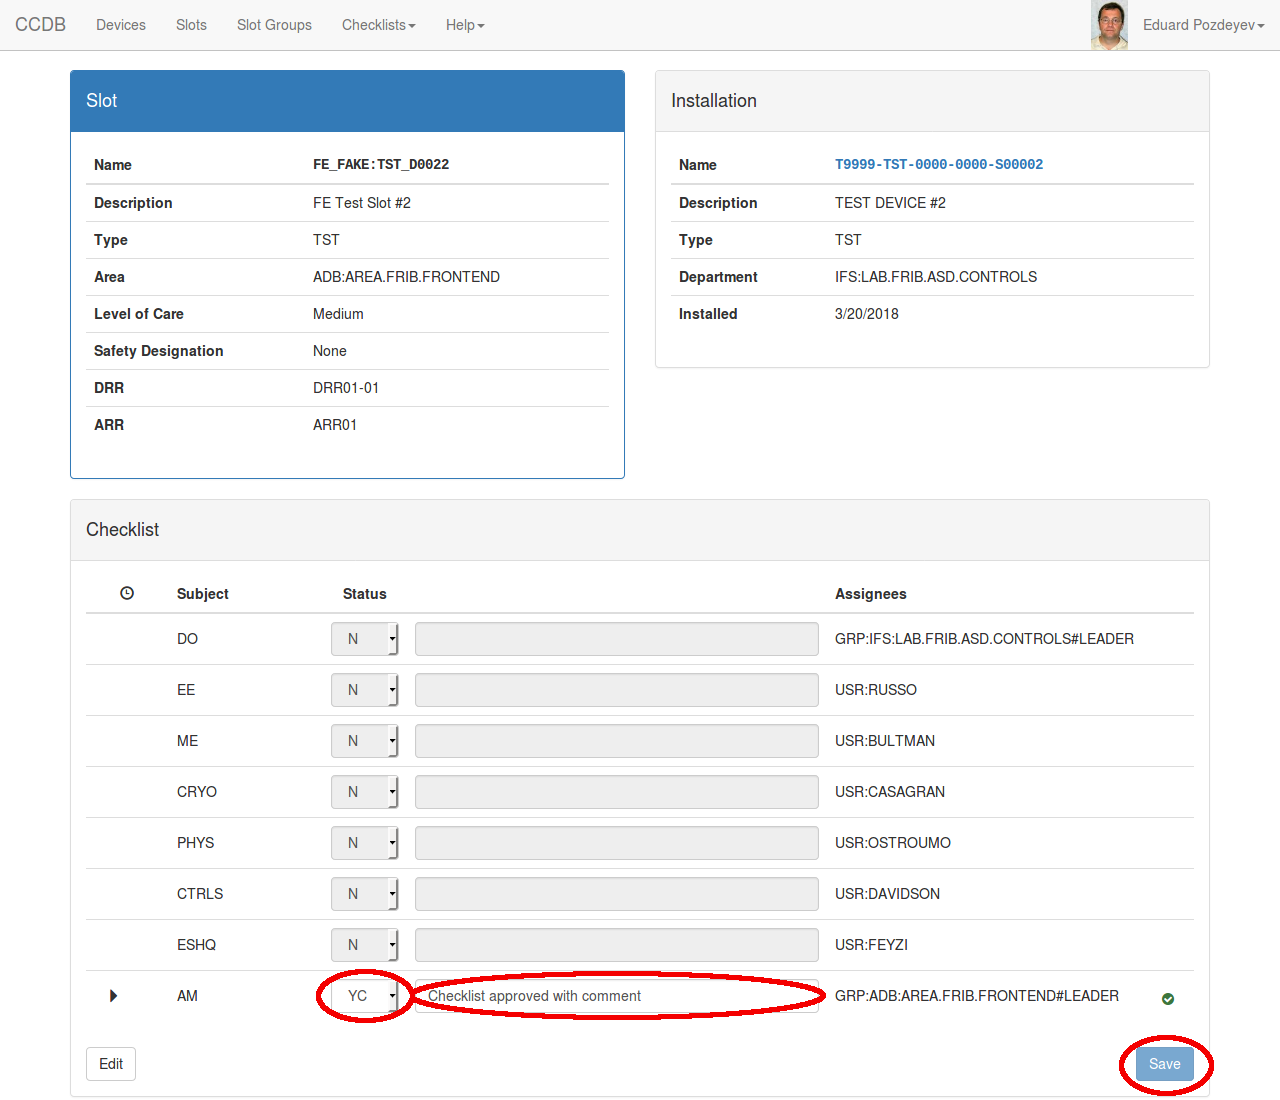 CCDB Devices Slots Slot Groups Checklists Help Eduard Pozdeyev
Slot
Name FE_FAKE:TST_D0022
Description FE Test Slot #2
Type TST
Area ADB:AREA.FRIB.FRONTEND
Level of Care Medium
Safety Designation None
DRR DRR01-01
ARR ARR01
Installation
Name T9999-TST-0000-0000-S00002
Description TEST DEVICE #2
Type TST
Department IFS:LAB.FRIB.ASD.CONTROLS
Installed 3/20/2018
Checklist
Subject Status Assignees
DO N GRP:IFS:LAB.FRIB.ASD.CONTROLS#LEADER
EE N USR:RUSSO
ME N USR:BULTMAN
CRYO N USR:CASAGRAN
PHYS N USR:OSTROUMO
CTRLS N USR:DAVIDSON
ESHQ N USR:FEYZI
AM YC Checklist approved with comment GRP:ADB:AREA.FRIB.FRONTEND#LEADER
Edit Save